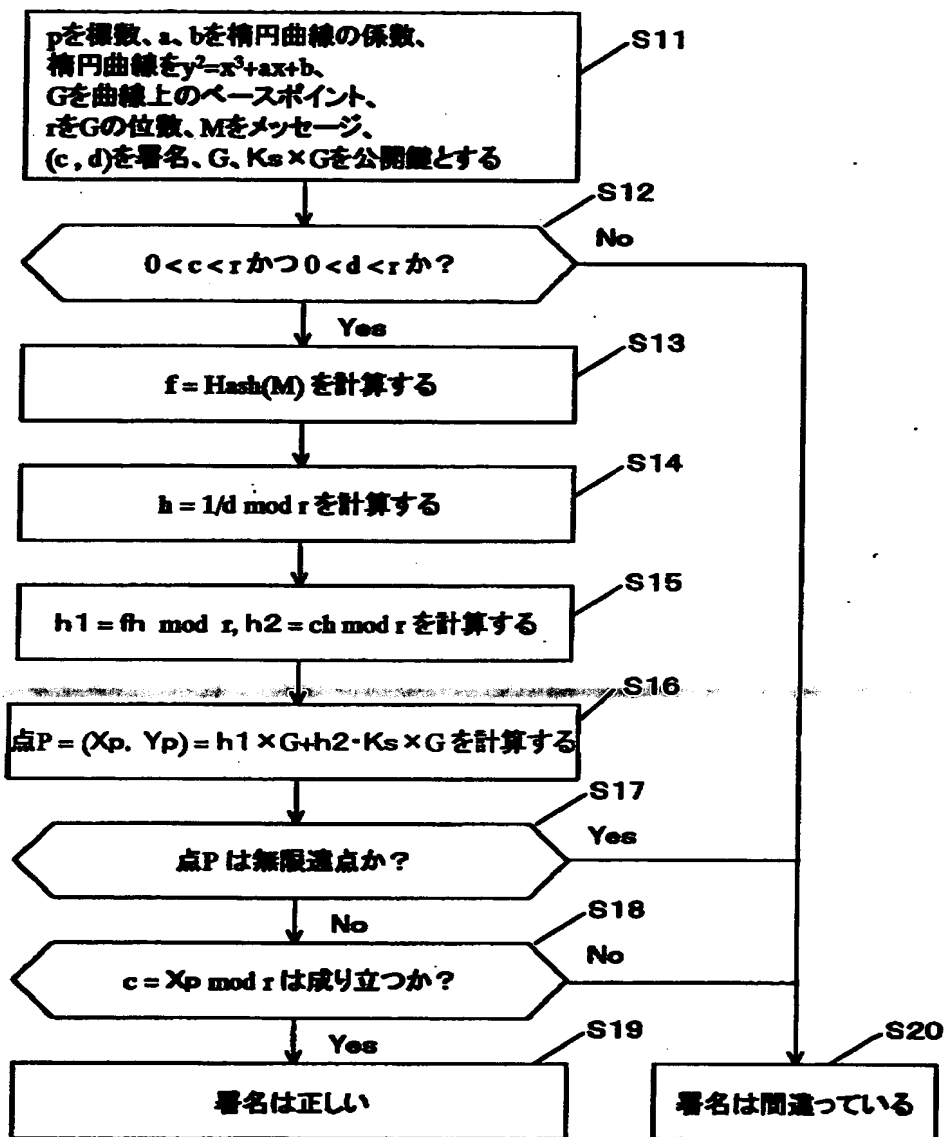 pを標数、a、bを楕円曲線の係数、
楕円曲線をy²=x³+ax+b、
Gを曲線上のベースポイント、
rをGの位数、Mをメッセージ、
(c , d)を署名、G、Ks×Gを公開鍵とする
S11
S12
0<c<r かつ 0<d<r か？
No
Yes
S13
f = Hash(M) を計算する
S14
h = 1/d mod r を計算する
S15
h1 = fh mod r, h2 = ch mod r を計算する
S16
点P = (Xp, Yp) = h1×G+h2・Ks×G を計算する
S17
点P は無限遠点か？
Yes
No
S18
c = Xp mod r は成り立つか？
No
Yes
S19
署名は正しい
S20
署名は間違っている